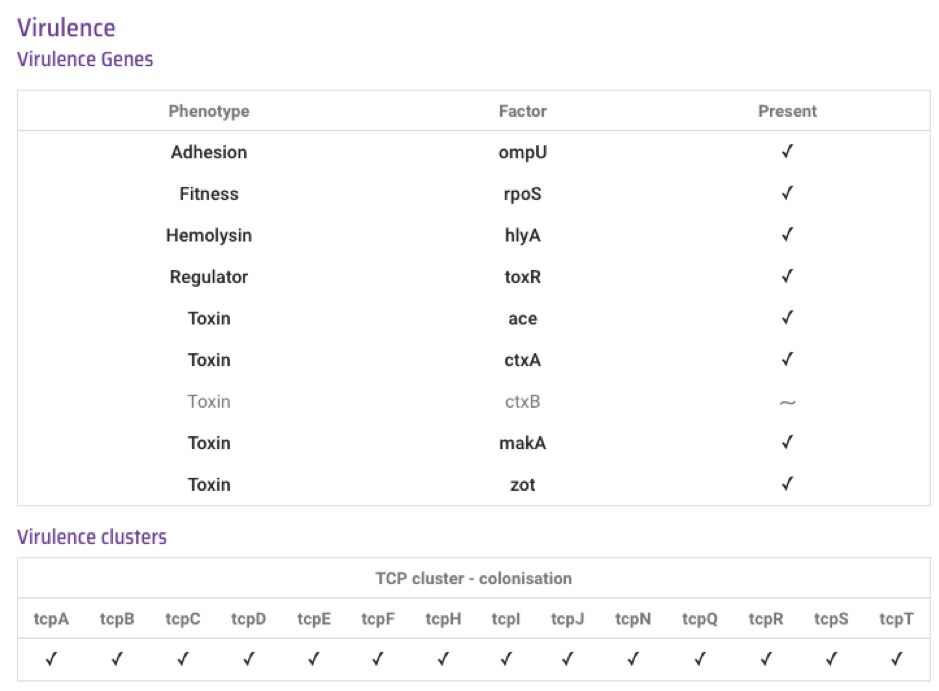 Virulence
Virulence Genes
Phenotype Factor Present
Adhesion ompU ✓
Fitness rpoS ✓
Hemolysin hlyA ✓
Regulator toxR ✓
Toxin ace ✓
Toxin ctxA ✓
Toxin ctxB ~
Toxin makA ✓
Toxin zot ✓
Virulence clusters
TCP cluster - colonisation
tcpA tcpB tcpC tcpD tcpE tcpF tcpH tcpI tcpJ tcpN tcpQ tcpR tcpS tcpT
✓ ✓ ✓ ✓ ✓ ✓ ✓ ✓ ✓ ✓ ✓ ✓ ✓ ✓